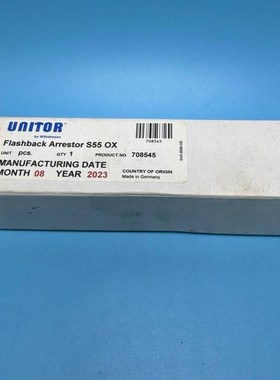 UNITOR
by Wilhelmsen
Flashback Arrestor S55 OX
UNIT pcs. QTY 1 PRODUCT NO 708545
708545
MANUFACTURING DATE
MONTH 08 YEAR 2023
COUNTRY OF ORIGIN
Made in Germany